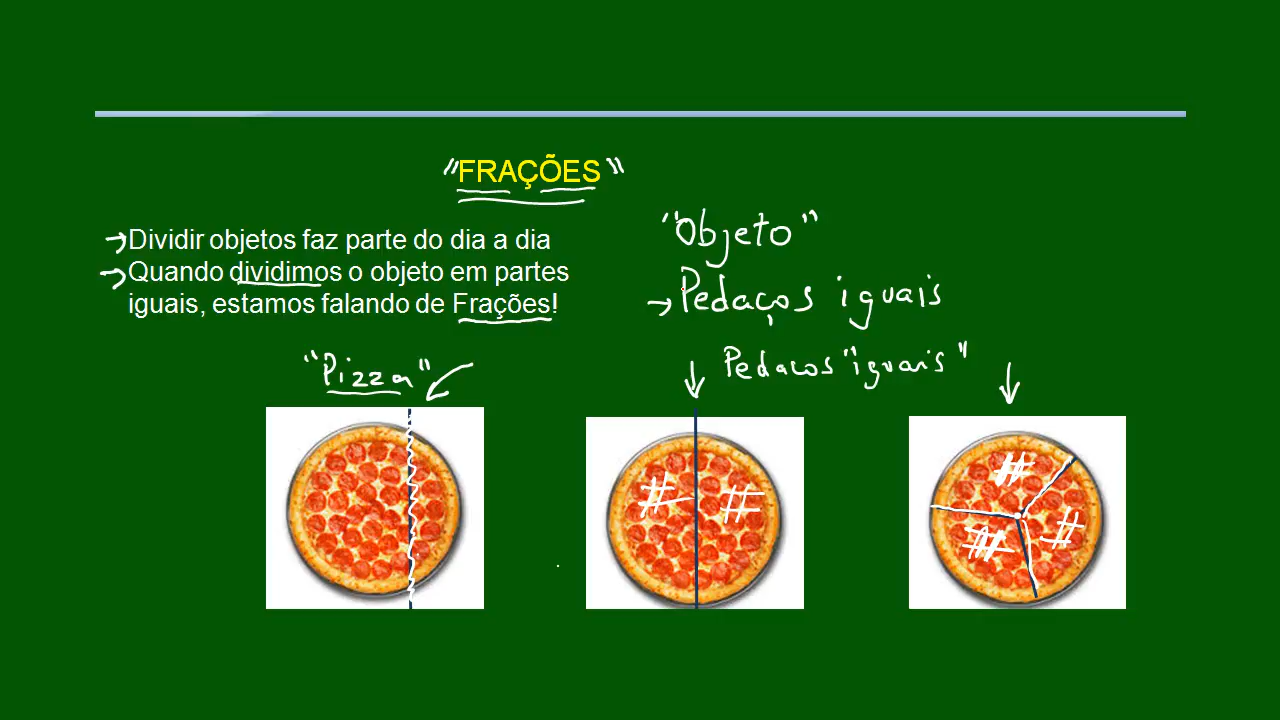 "FRAÇÕES"
→Dividir objetos faz parte do dia a dia
→Quando dividimos o objeto em partes
iguais, estamos falando de Frações!
"Objeto"
→Pedaços iguais
"Pizza"
Pedacos "iguais"
# #
# # #